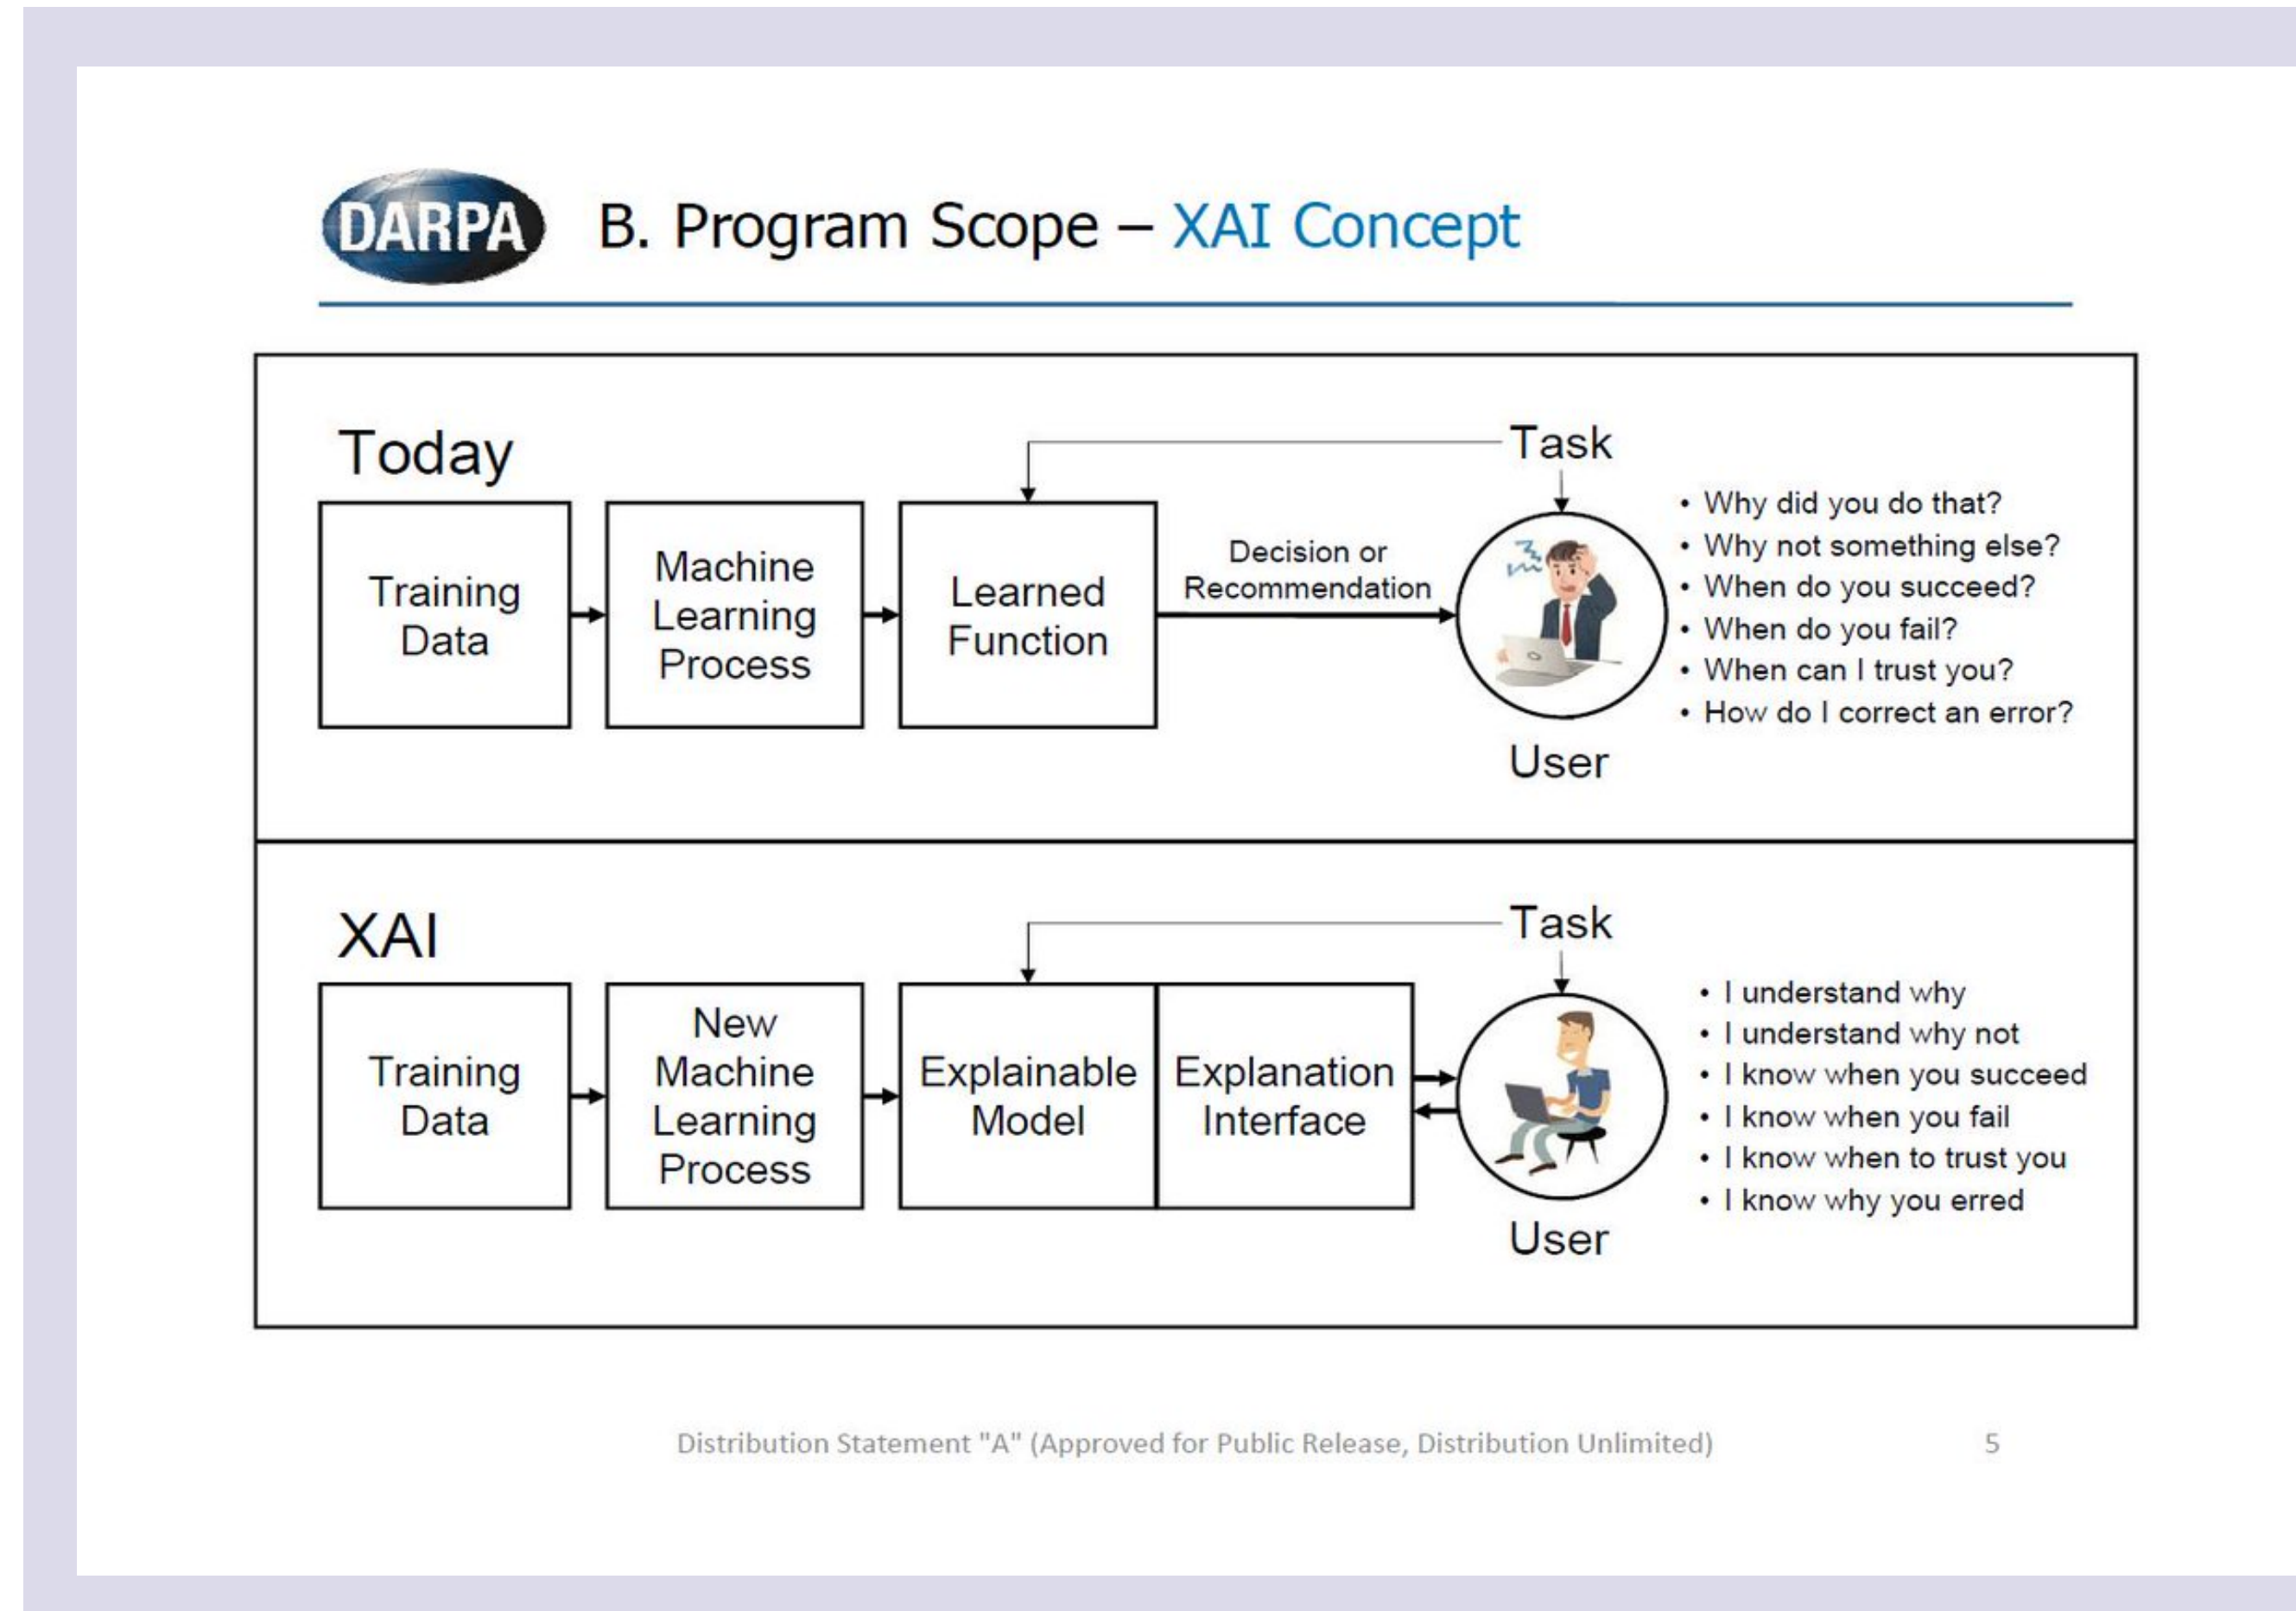 DARPA
B. Program Scope – XAI Concept
Today
Training
Data
Machine
Learning
Process
Learned
Function
Decision or
Recommendation
Task
User
• Why did you do that?
• Why not something else?
• When do you succeed?
• When do you fail?
• When can I trust you?
• How do I correct an error?
XAI
Training
Data
New
Machine
Learning
Process
Explainable
Model
Explanation
Interface
Task
User
• I understand why
• I understand why not
• I know when you succeed
• I know when you fail
• I know when to trust you
• I know why you erred
Distribution Statement "A" (Approved for Public Release, Distribution Unlimited)
5